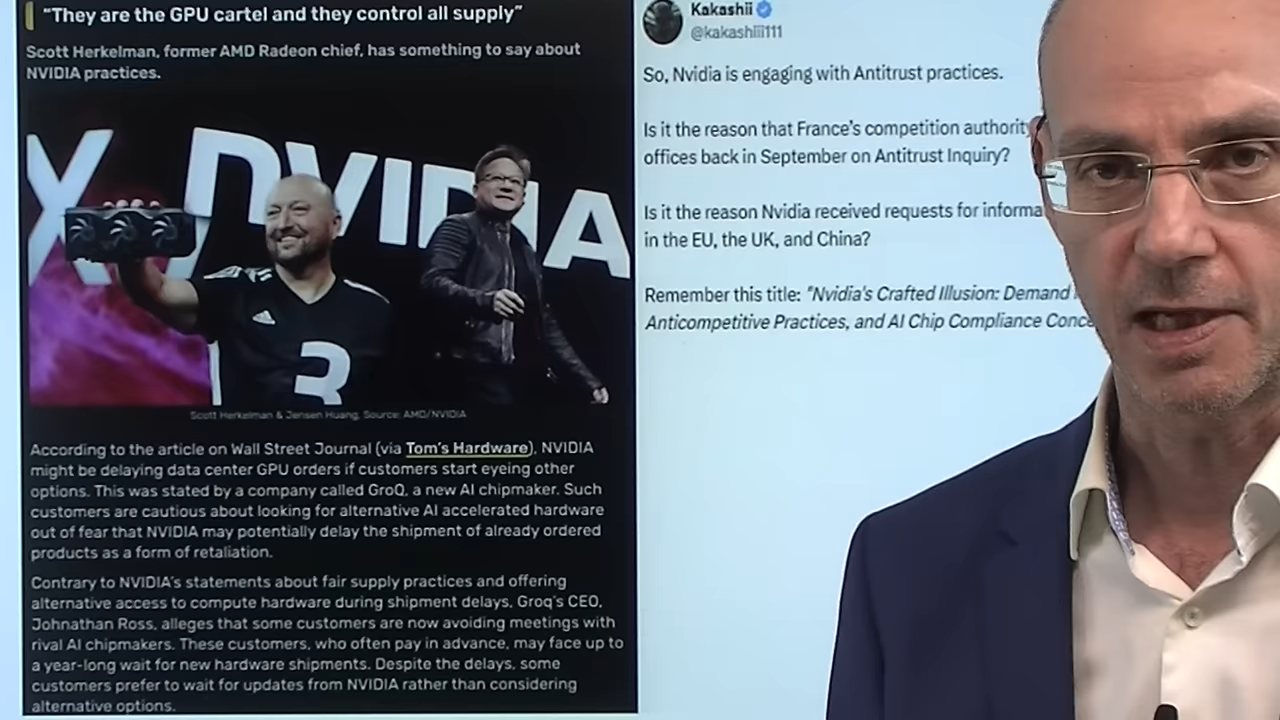 “They are the GPU cartel and they control all supply”
Scott Herkelman, former AMD Radeon chief, has something to say about
NVIDIA practices.
X NVIDIA
3
Scott Herkelman & Jensen Huang, Source: AMD/NVIDIA
According to the article on Wall Street Journal (via Tom's Hardware), NVIDIA
might be delaying data center GPU orders if customers start eyeing other
options. This was stated by a company called GroQ, a new AI chipmaker. Such
customers are cautious about looking for alternative AI accelerated hardware
out of fear that NVIDIA may potentially delay the shipment of already ordered
products as a form of retaliation.
Contrary to NVIDIA's statements about fair supply practices and offering
alternative access to compute hardware during shipment delays, Groq's CEO,
Johnathan Ross, alleges that some customers are now avoiding meetings with
rival AI chipmakers. These customers, who often pay in advance, may face up to
a year-long wait for new hardware shipments. Despite the delays, some
customers prefer to wait for updates from NVIDIA rather than considering
alternative options.
Kakashii
@kakashiii111
So, Nvidia is engaging with Antitrust practices.
Is it the reason that France's competition authority
offices back in September on Antitrust Inquiry?
Is it the reason Nvidia received requests for informa
in the EU, the UK, and China?
Remember this title: "Nvidia's Crafted Illusion: Demand
Anticompetitive Practices, and AI Chip Compliance Conce